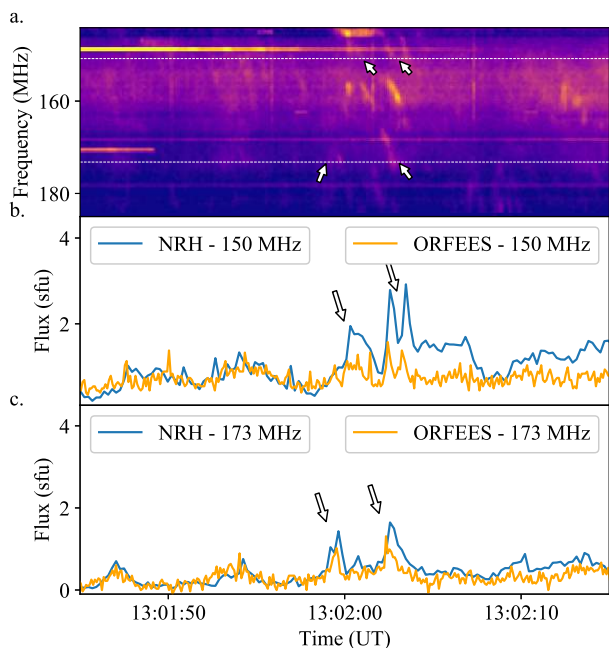 a.
Frequency (MHz)
160
180
b.
NRH - 150 MHz
ORFEES - 150 MHz
Flux (sfu)
4
2
c.
NRH - 173 MHz
ORFEES - 173 MHz
Flux (sfu)
4
2
0
13:01:50
13:02:00
13:02:10
Time (UT)